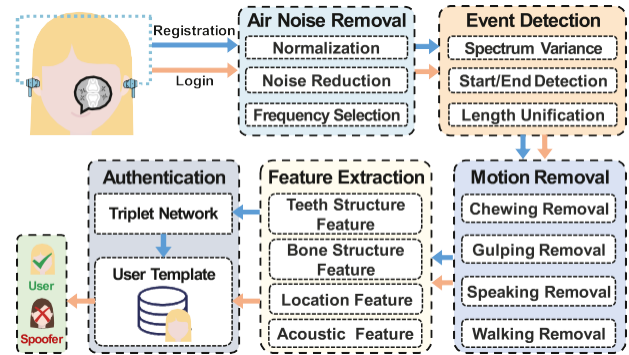 Registration
Login
Air Noise Removal
Normalization
Noise Reduction
Frequency Selection
Event Detection
Spectrum Variance
Start/End Detection
Length Unification
Motion Removal
Chewing Removal
Gulping Removal
Speaking Removal
Walking Removal
Feature Extraction
Teeth Structure
Feature
Bone Structure
Feature
Location Feature
Acoustic Feature
Authentication
Triplet Network
User Template
User
Spoofer